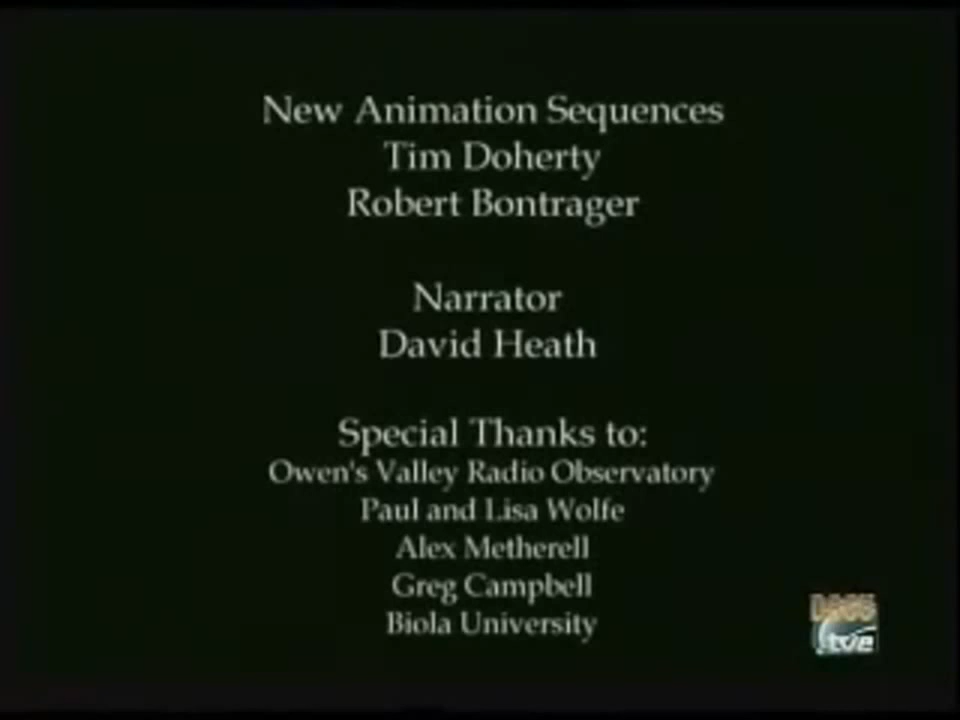 New Animation Sequences
Tim Doherty
Robert Bontrager
Narrator
David Heath
Special Thanks to:
Owen's Valley Radio Observatory
Paul and Lisa Wolfe
Alex Metherell
Greg Campbell
Biola University
tve